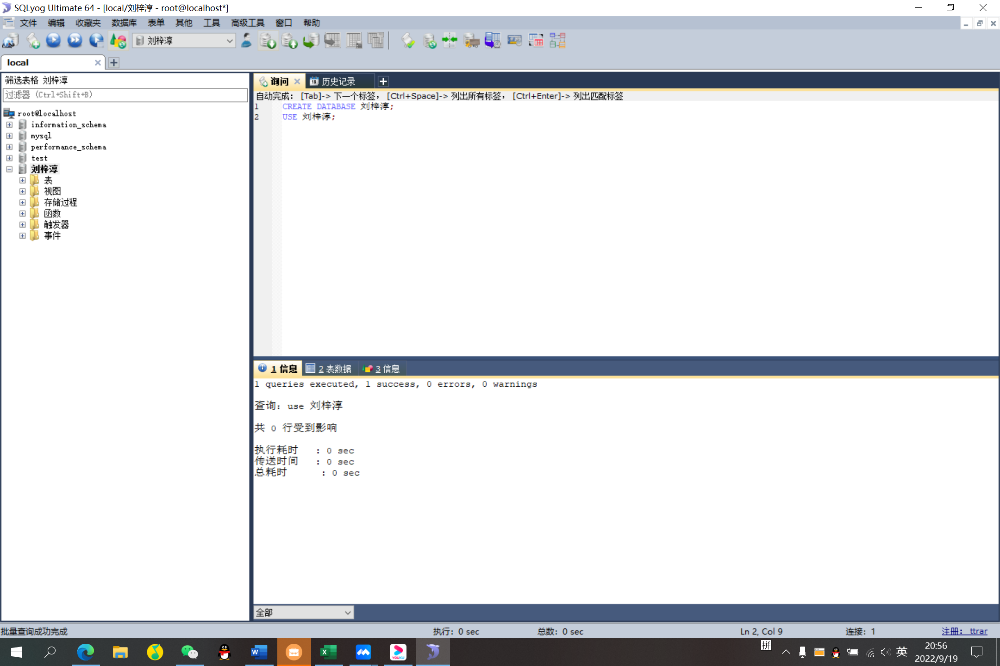 SQLyog Ultimate 64 - [local/刘梓淳 - root@localhost*]
文件 编辑 收藏夹 数据库 表单 其他 工具 高级工具 窗口 帮助
刘梓淳
local
筛选表格 刘梓淳
过滤器 (Ctrl+Shift+B)
root@localhost
information_schema
mysql
performance_schema
test
刘梓淳
表
视图
存储过程
函数
触发器
事件
询问 18 历史记录
自动完成： [Tab]-> 下一个标签， [Ctrl+Space]-> 列出所有标签， [Ctrl+Enter]-> 列出匹配标签
1 CREATE DATABASE 刘梓淳;
2 USE 刘梓淳;
1 信息 2 表数据 3 信息
1 queries executed, 1 success, 0 errors, 0 warnings
查询：use 刘梓淳
共 0 行受到影响
执行耗时 : 0 sec
传送时间 : 0 sec
总耗时 : 0 sec
全部
批量查询成功完成 执行: 0 sec 总数: 0 sec Ln 2, Col 9 连接: 1 注册: ttrar
W X YOUKU 拼 英 20:56
2022/9/19